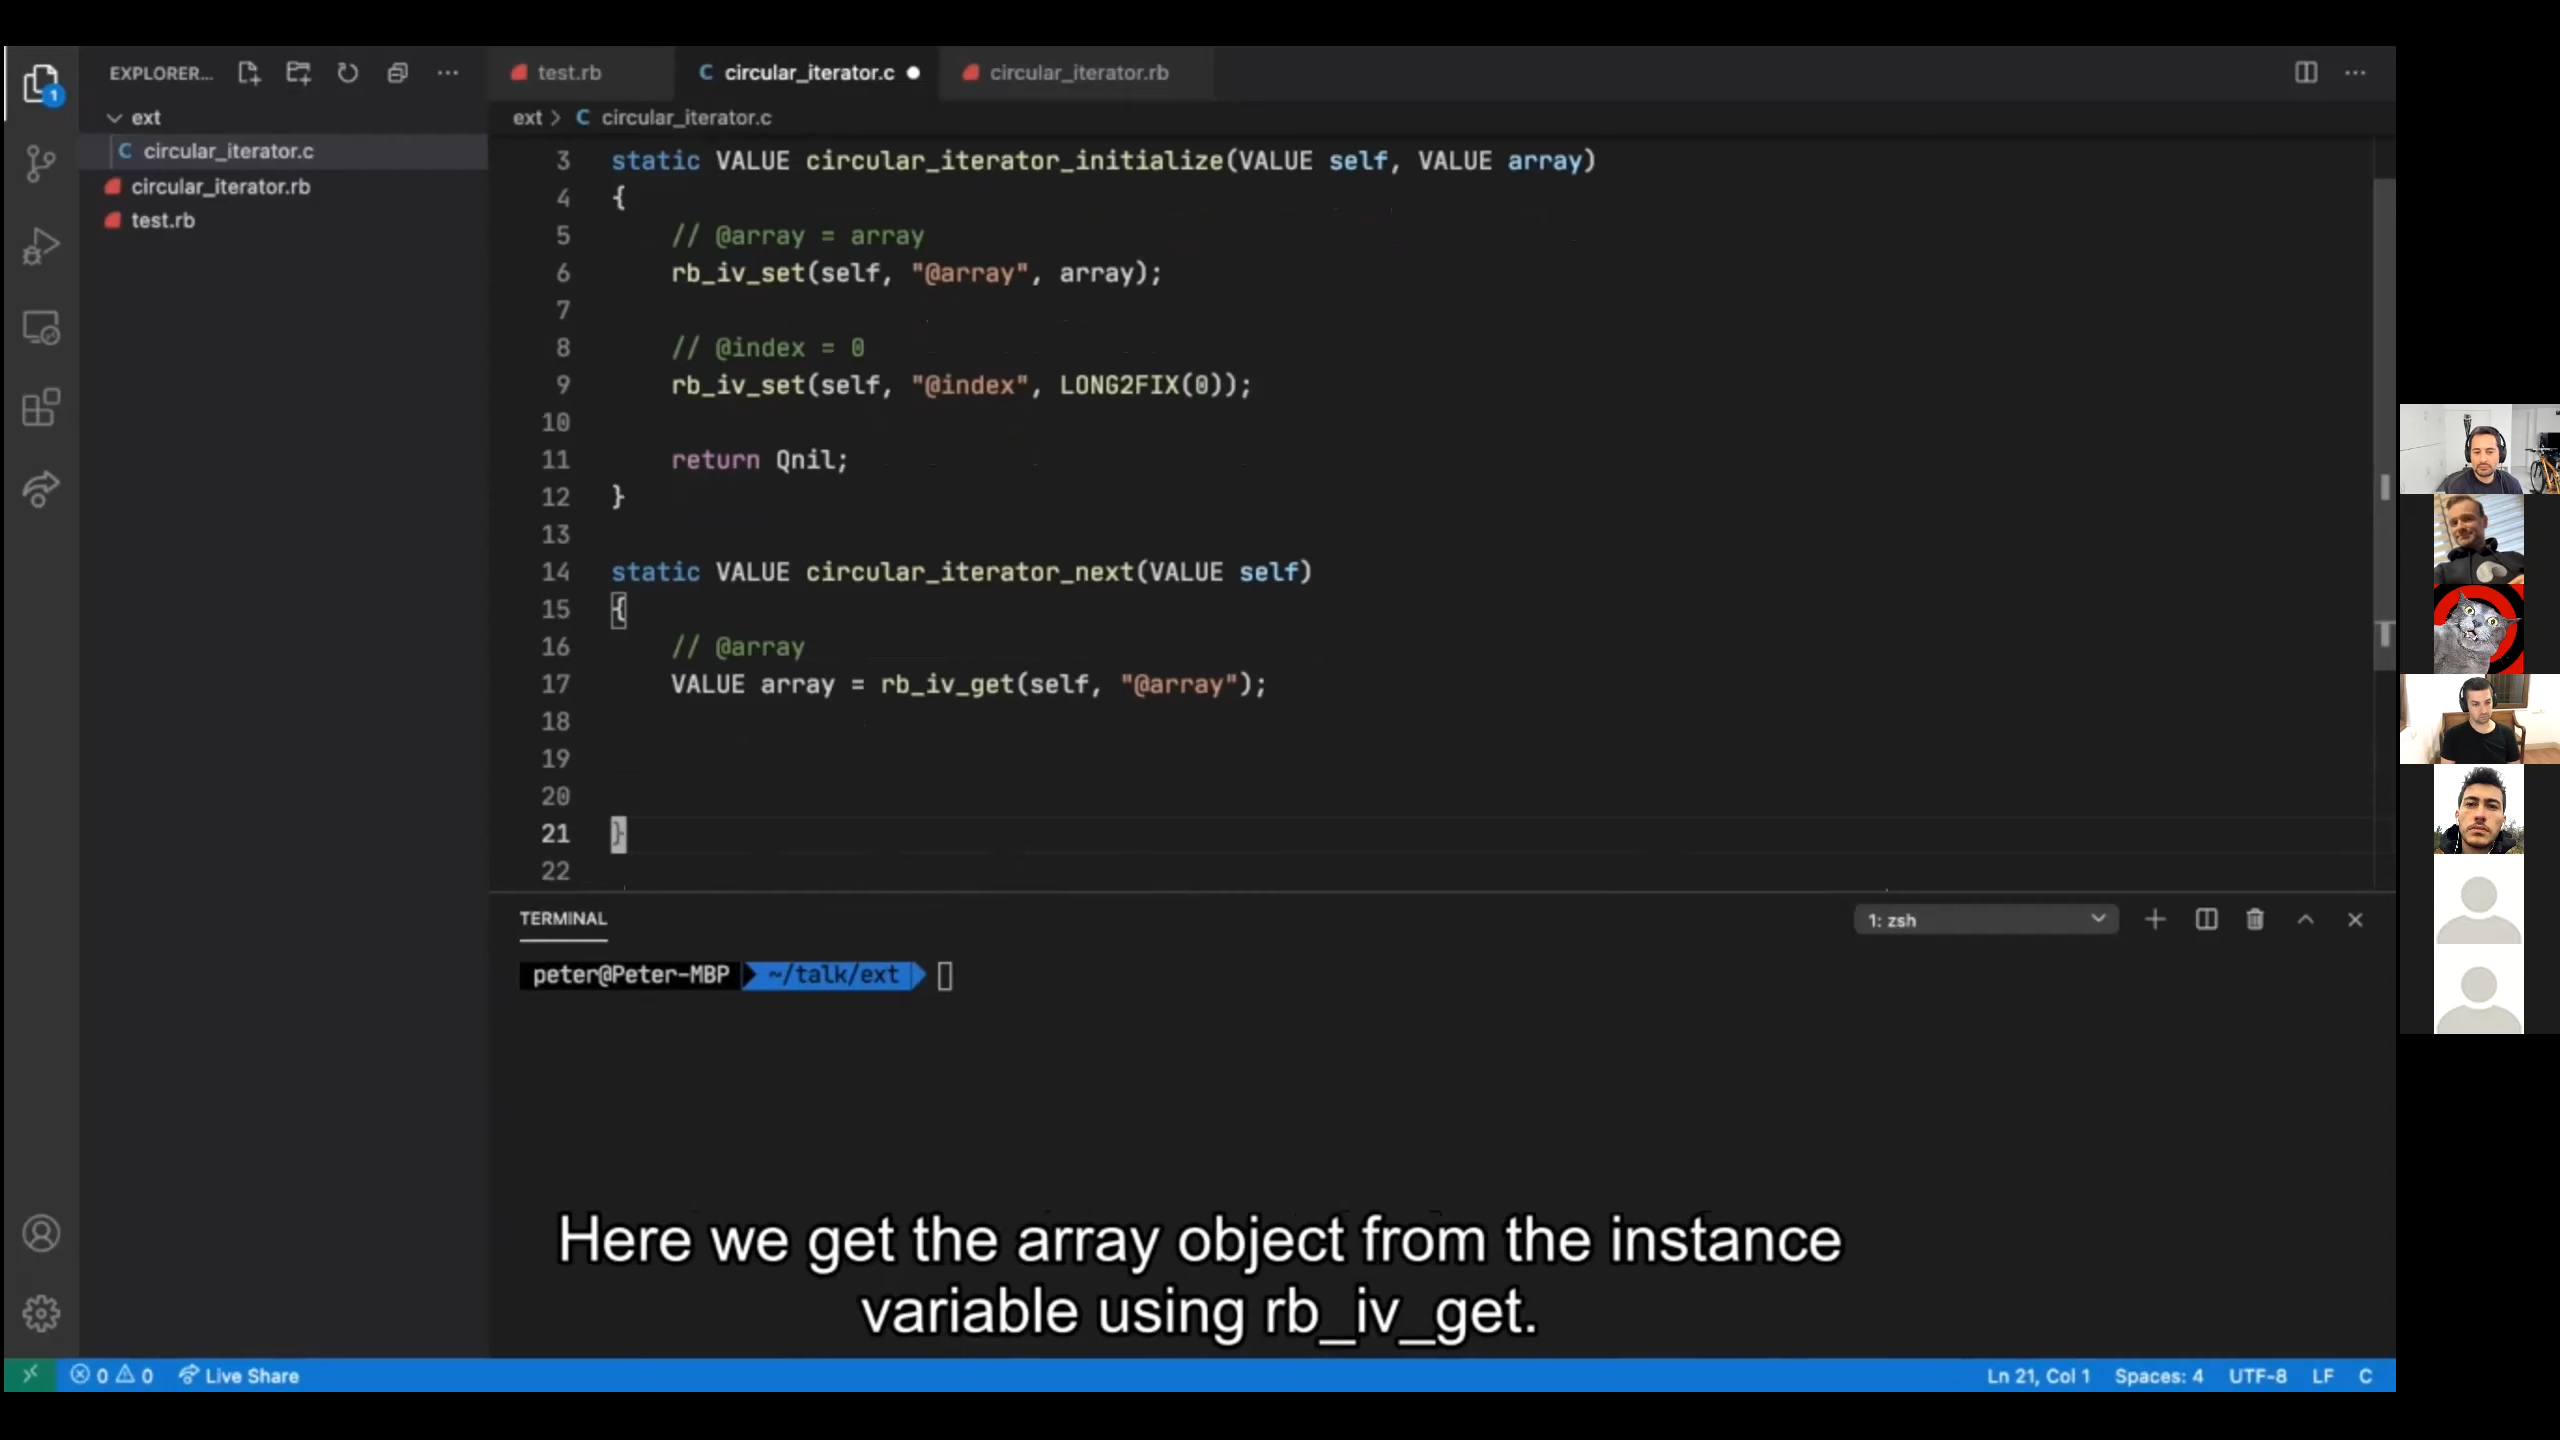 EXPLORER...
test.rb
circular_iterator.c
circular_iterator.rb
ext
ext > C circular_iterator.c
C circular_iterator.c
circular_iterator.rb
test.rb
1
3 static VALUE circular_iterator_initialize(VALUE self, VALUE array)
4 {
5 // @array = array
6 rb_iv_set(self, "@array", array);
7
8 // @index = 0
9 rb_iv_set(self, "@index", LONG2FIX(0));
10
11 return Qnil;
12 }
13
14 static VALUE circular_iterator_next(VALUE self)
15 {
16 // @array
17 VALUE array = rb_iv_get(self, "@array");
18
19
20
21 }
22
TERMINAL
1: zsh
peter@Peter-MBP ~/talk/ext
Here we get the array object from the instance
variable using rb_iv_get.
0 0 Live Share
Ln 21, Col 1 Spaces: 4 UTF-8 LF C